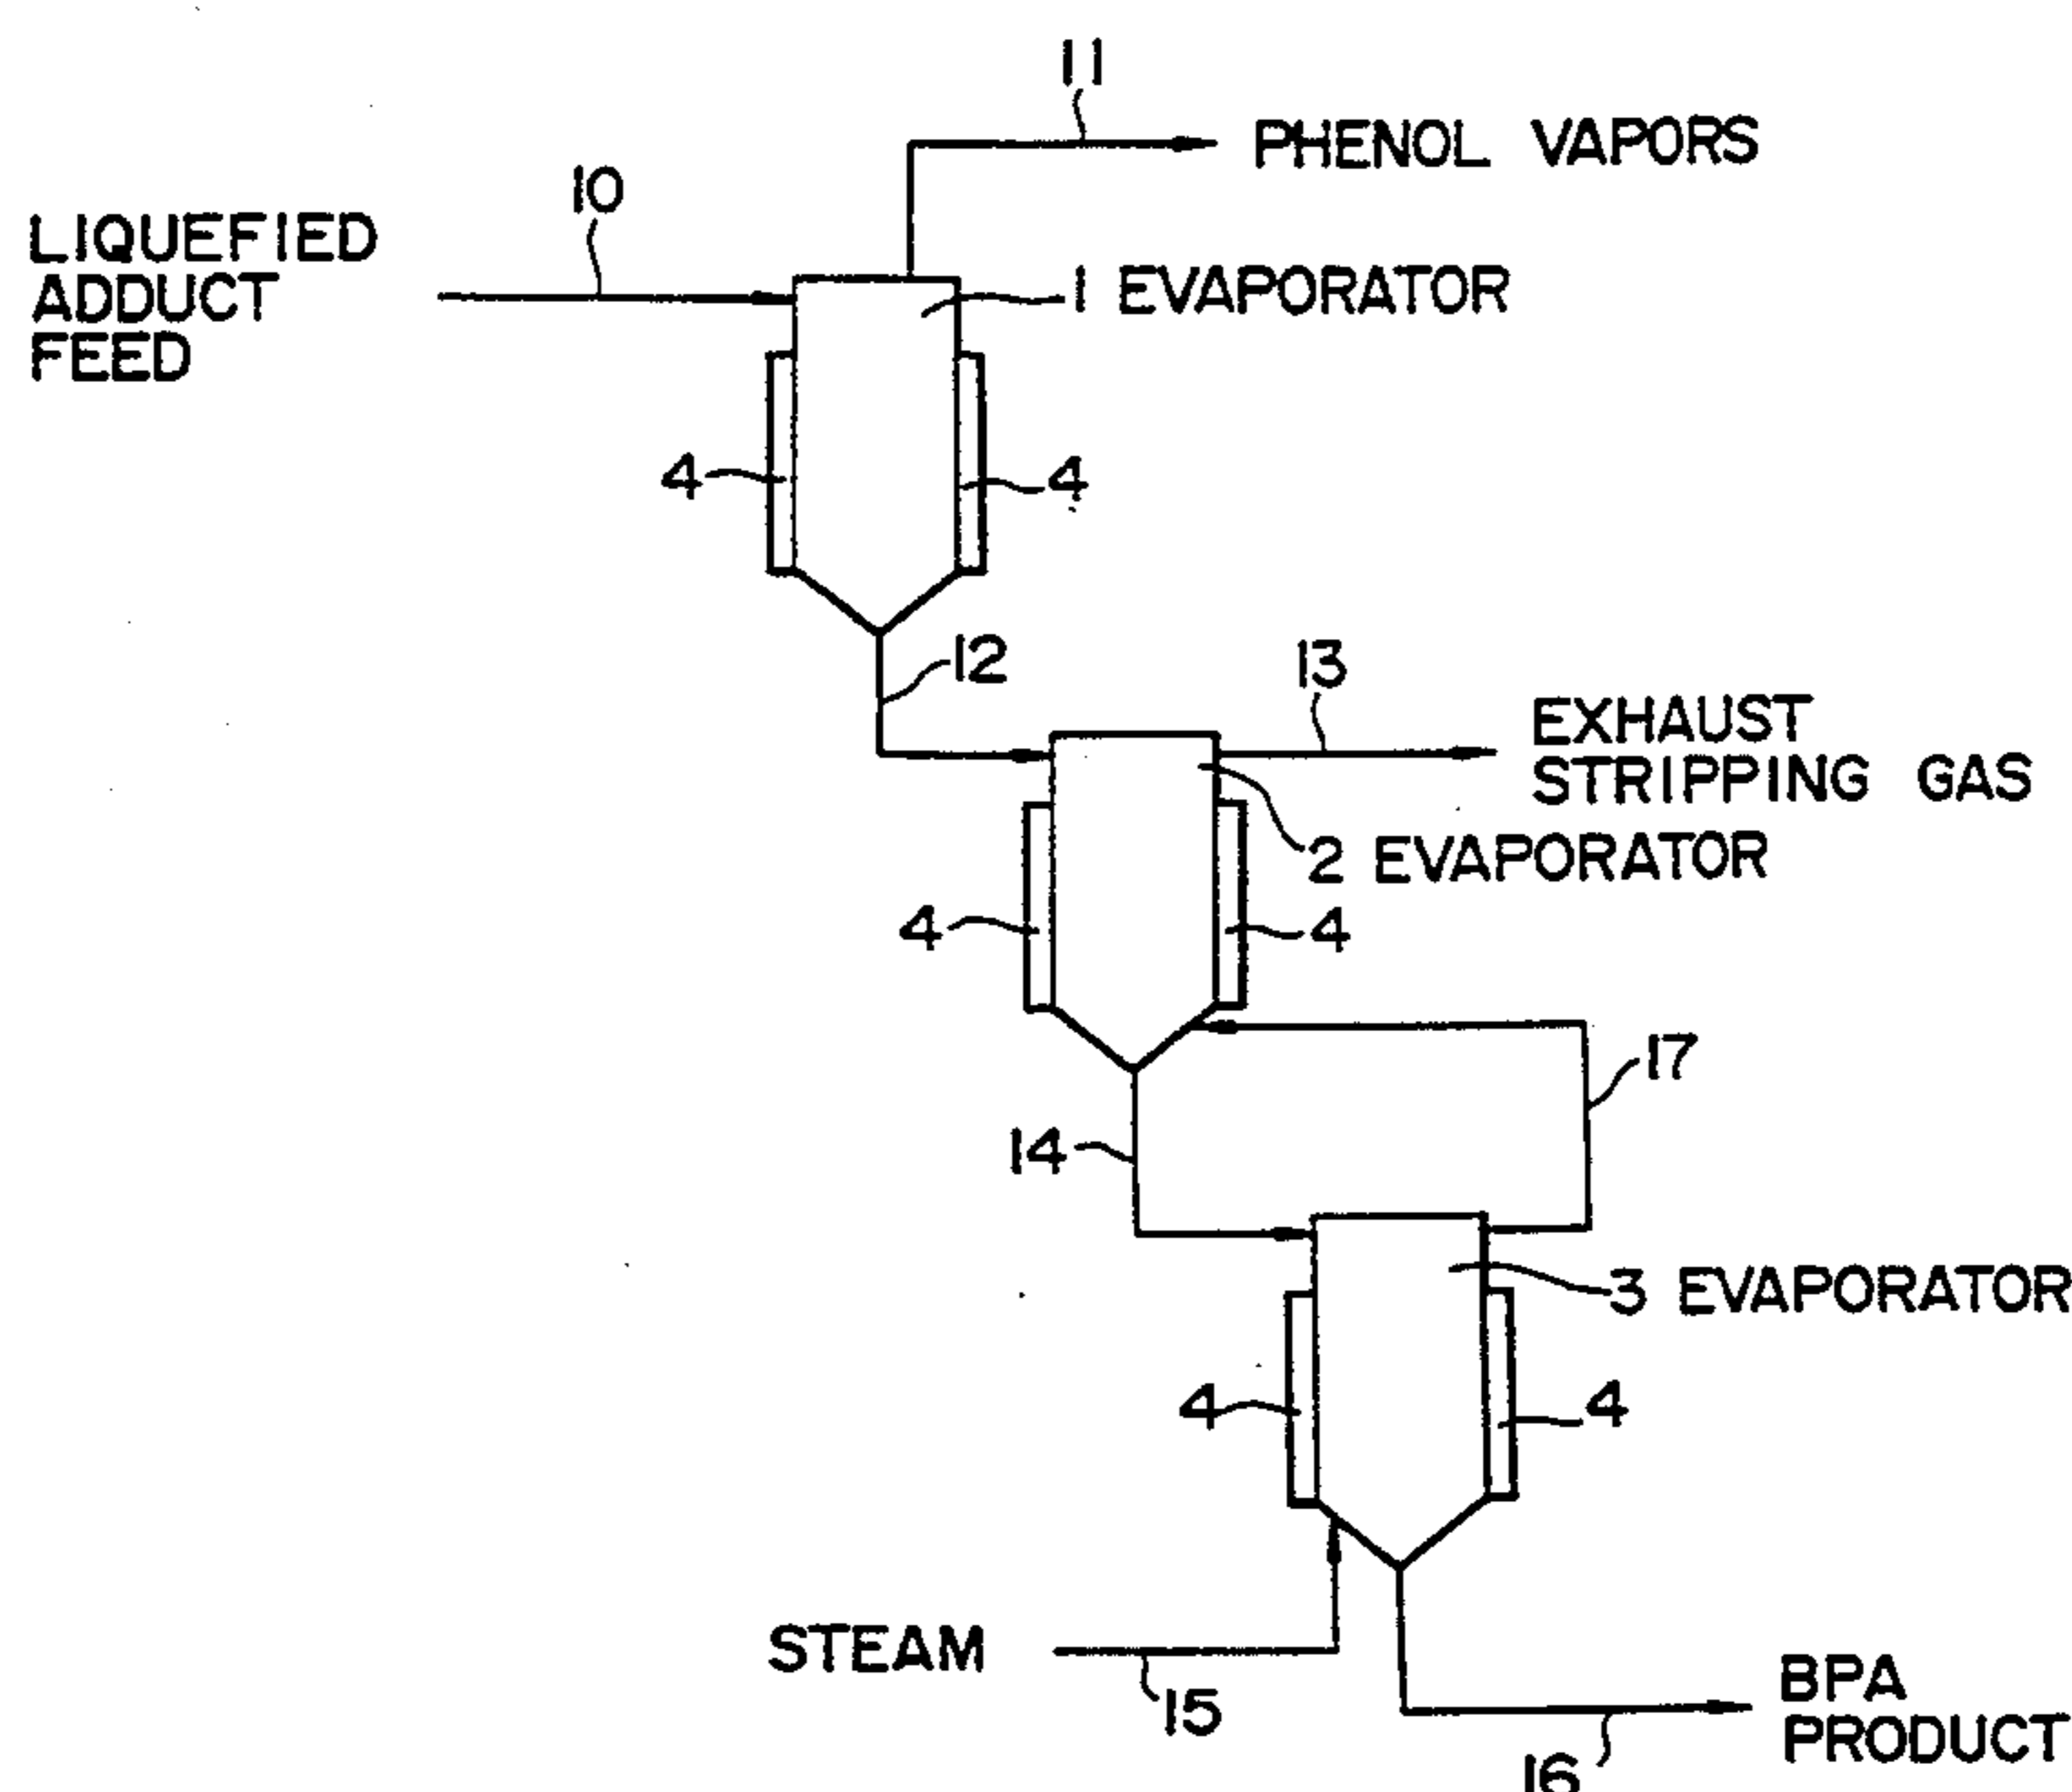 11
PHENOL VAPORS
10
LIQUEFIED
ADDUCT
FEED
1 EVAPORATOR
4
4
12
13
EXHAUST
STRIPPING GAS
2 EVAPORATOR
4
4
17
14
3 EVAPORATOR
4
4
STEAM
15
BPA
PRODUCT
16